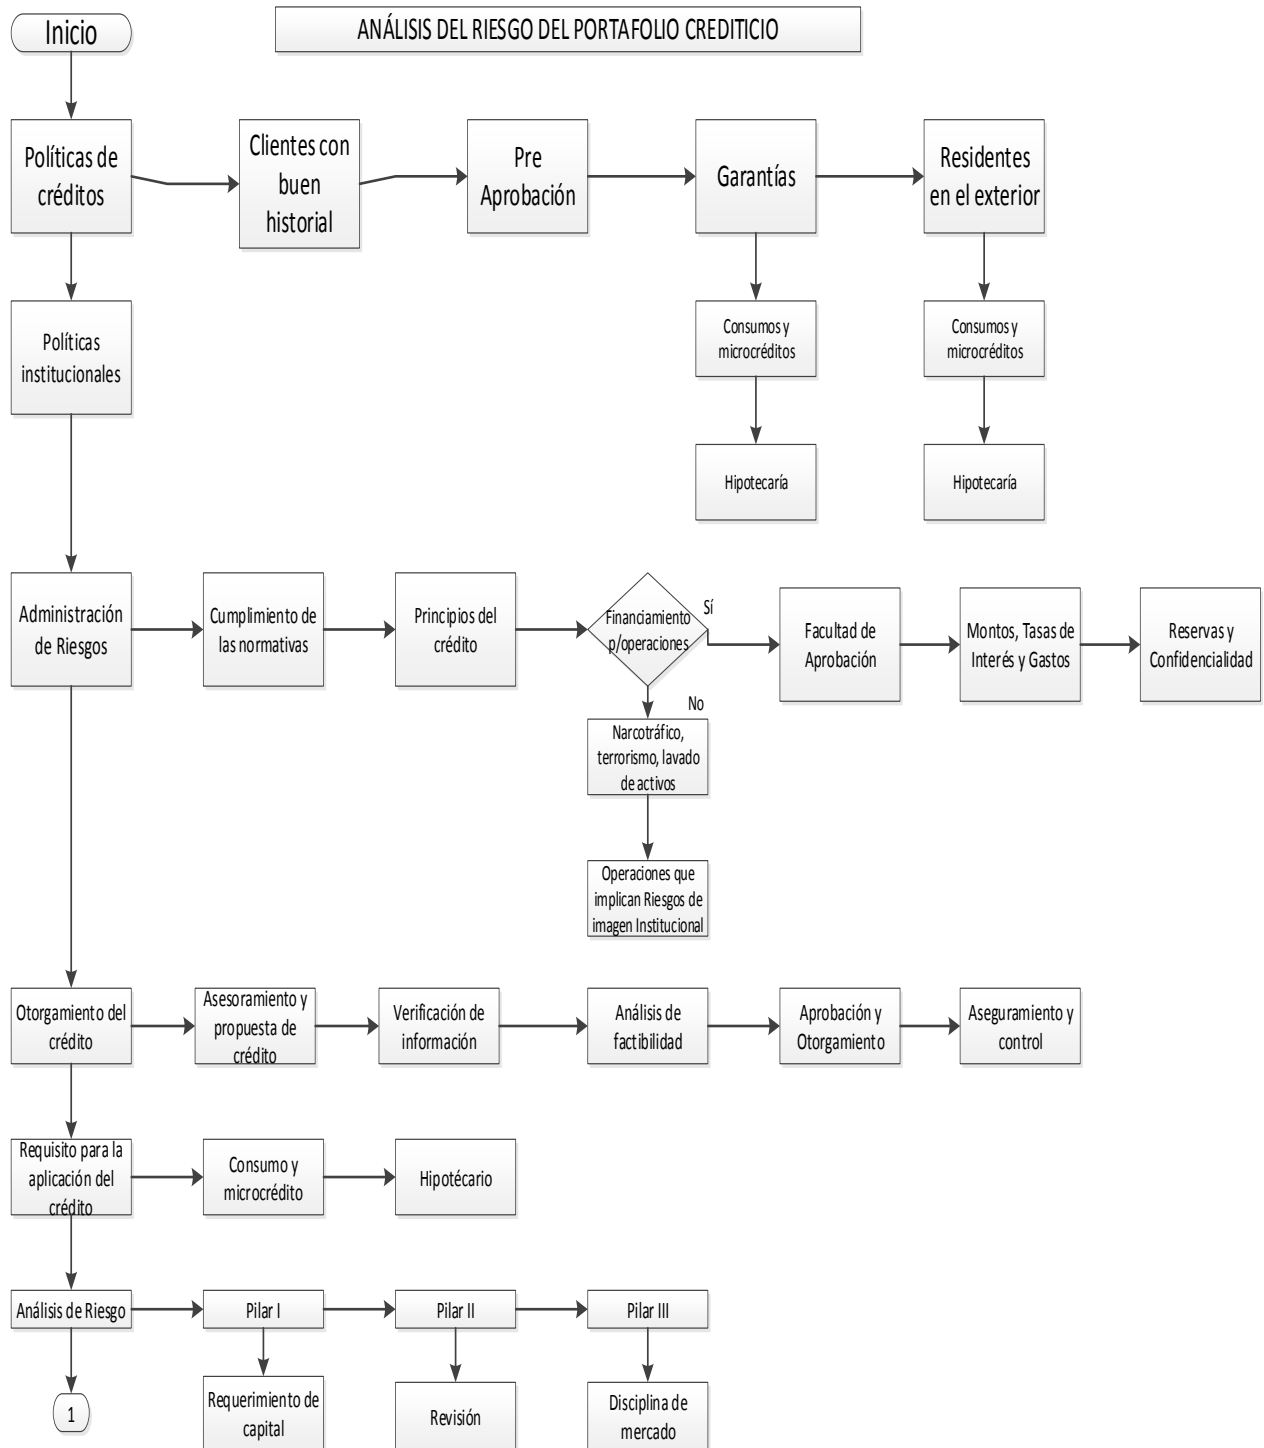 Inicio
ANÁLISIS DEL RIESGO DEL PORTAFOLIO CREDITICIO
Políticas de
créditos
Clientes con
buen
historial
Pre
Aprobación
Garantías
Residentes
en el exterior
Políticas
institucionales
Consumos y
microcréditos
Consumos y
microcréditos
Hipotecaría
Hipotecaría
Administración
de Riesgos
Cumplimiento de
las normativas
Principios del
crédito
Financiamiento
p/operaciones
Sí
Facultad de
Aprobación
Montos, Tasas de
Interés y Gastos
Reservas y
Confidencialidad
No
Narcotráfico,
terrorismo, lavado
de activos
Operaciones que
implican Riesgos de
imagen Institucional
Otorgamiento del
crédito
Asesoramiento y
propuesta de
crédito
Verificación de
información
Análisis de
factibilidad
Aprobación y
Otorgamiento
Aseguramiento y
control
Requisito para la
aplicación del
crédito
Consumo y
microcrédito
Hipotécario
Análisis de Riesgo
Pilar I
Pilar II
Pilar III
1
Requerimiento de
capital
Revisión
Disciplina de
mercado